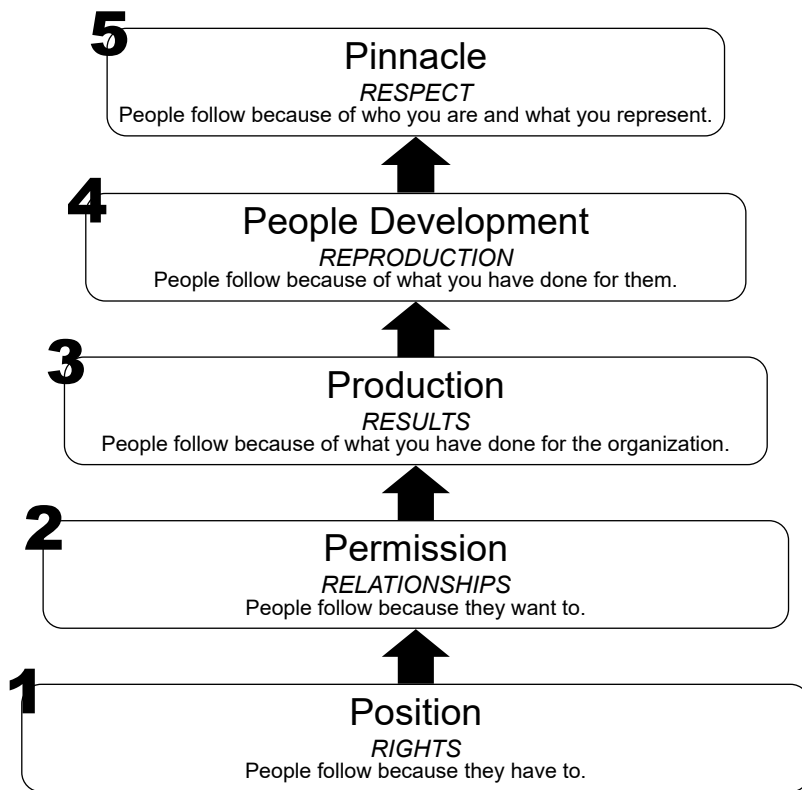 5
Pinnacle
RESPECT
People follow because of who you are and what you represent.
4
People Development
REPRODUCTION
People follow because of what you have done for them.
3
Production
RESULTS
People follow because of what you have done for the organization.
2
Permission
RELATIONSHIPS
People follow because they want to.
1
Position
RIGHTS
People follow because they have to.